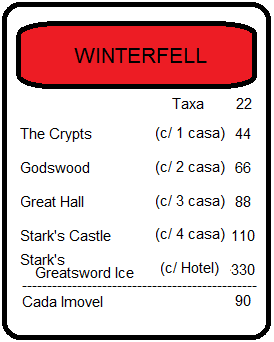 WINTERFELL
Taxa 22
The Crypts (c/ 1 casa) 44
Godswood (c/ 2 casa) 66
Great Hall (c/ 3 casa) 88
Stark's Castle (c/ 4 casa) 110
Stark's
Greatsword Ice (c/ Hotel) 330
Cada Imovel 90